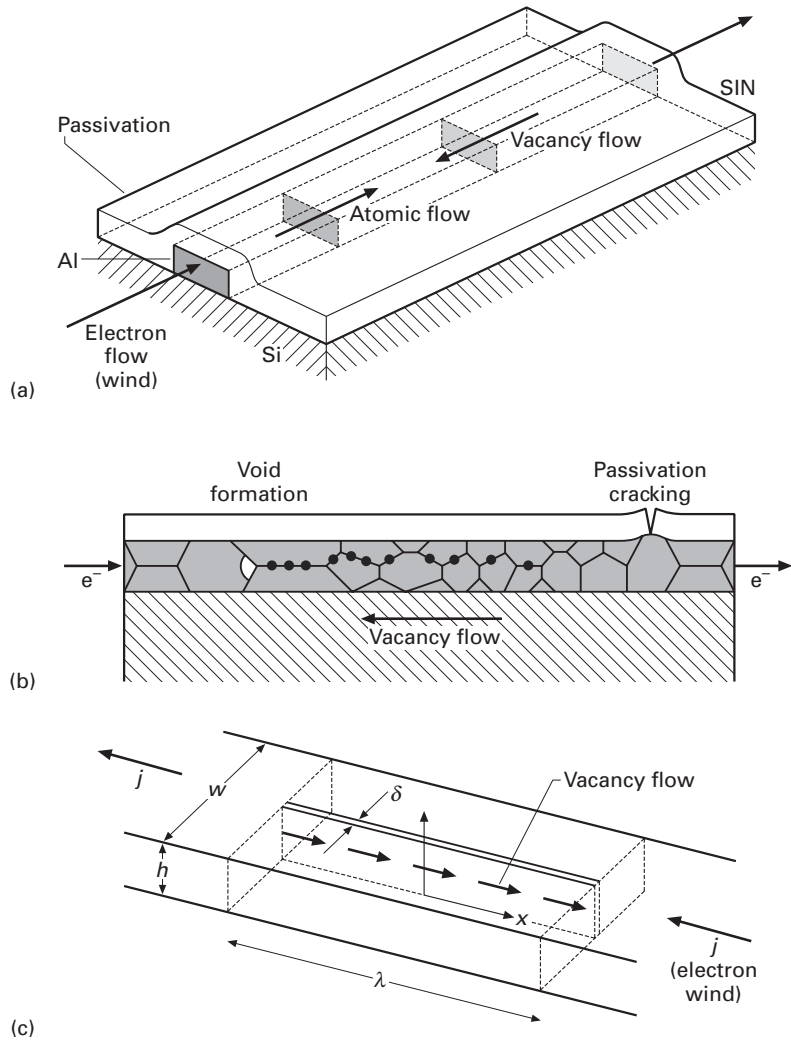 SIN
Passivation
Vacancy flow
Atomic flow
Al
Electron
flow
(wind)
Si
(a)
Void
formation
Passivation
cracking
e⁻
e⁻
Vacancy flow
(b)
j
w
δ
Vacancy flow
h
x
λ
j
(electron
wind)
(c)